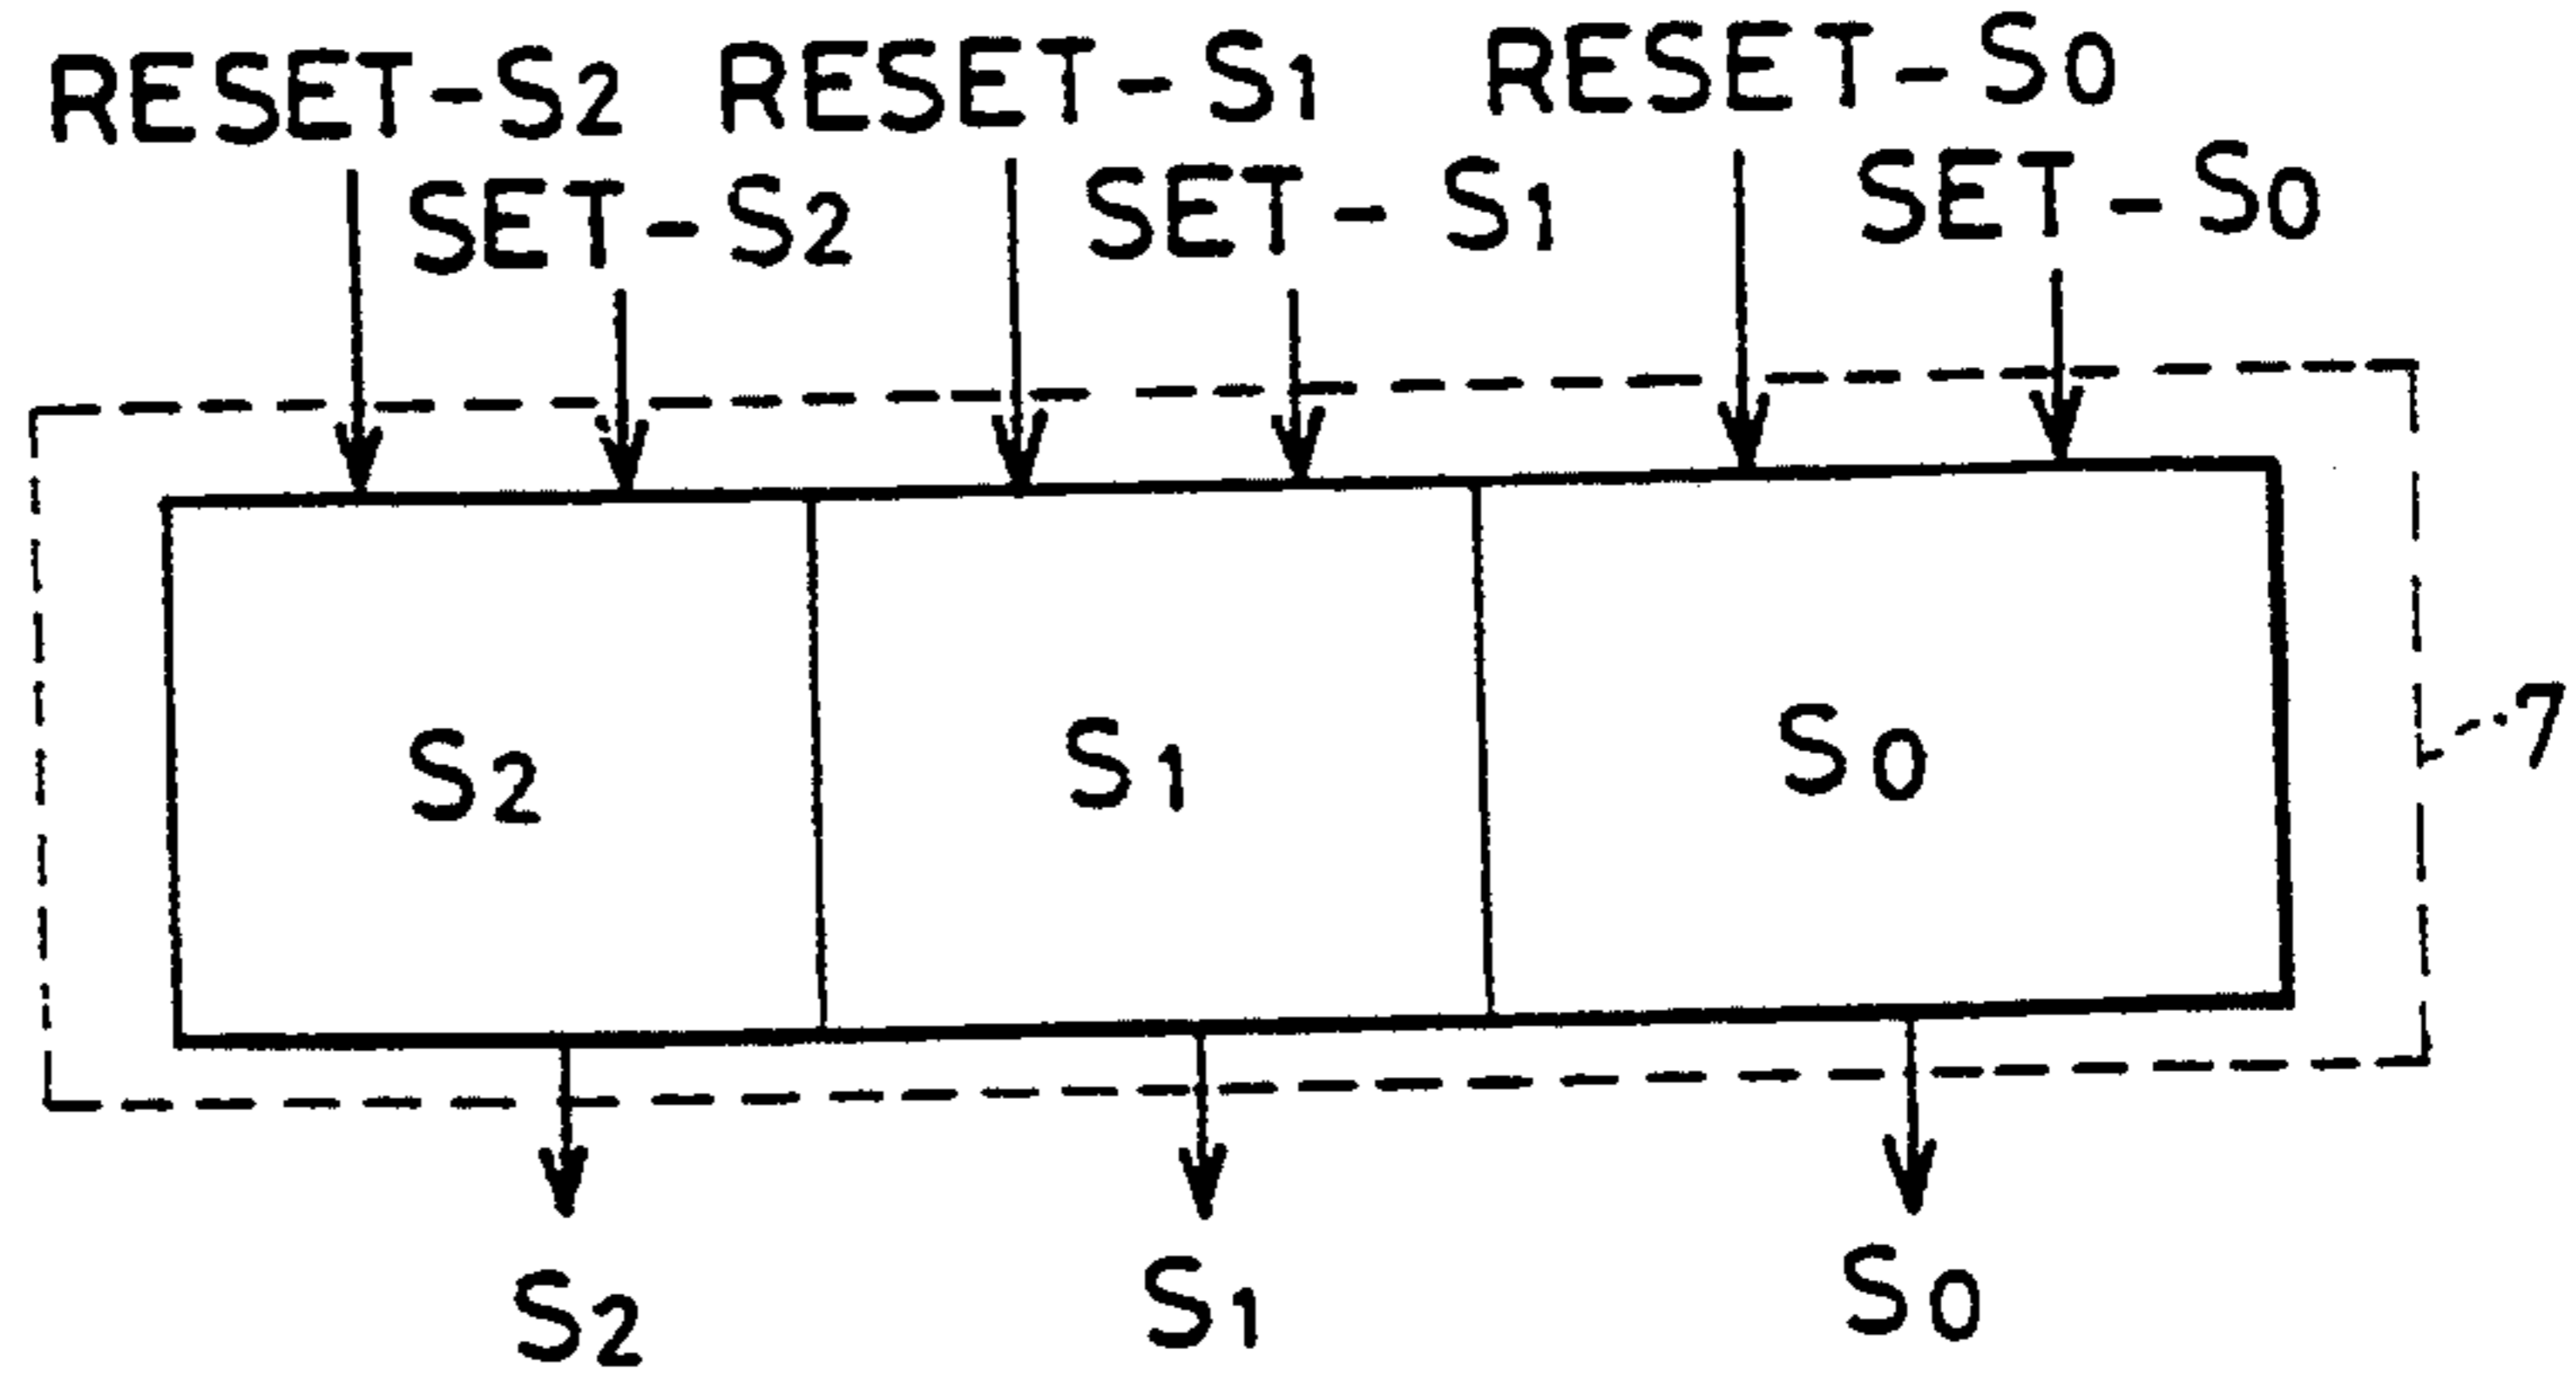 RESET-S2 RESET-S1 RESET-S0
SET-S2 SET-S1 SET-S0
S2 S1 S0
7
S2 S1 S0